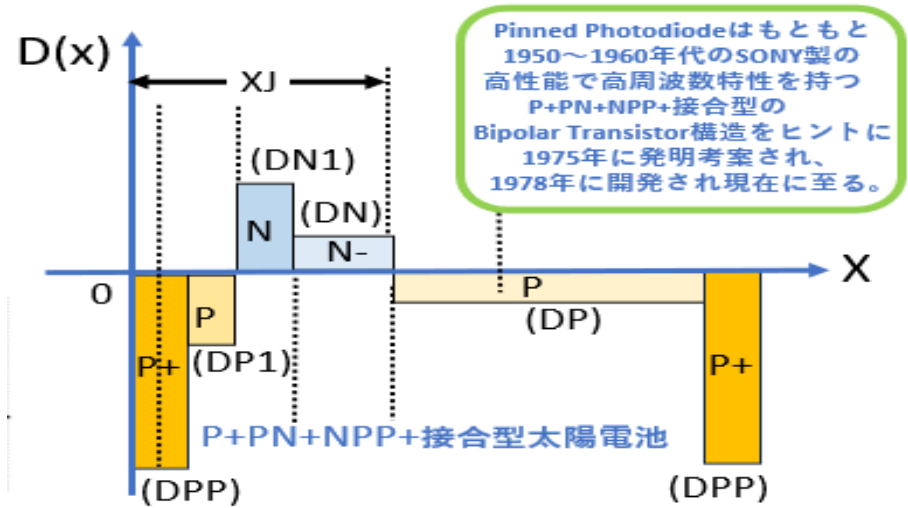 D(x)
XJ
Pinned Photodiodeはもともと
1950～1960年代のSONY製の
高性能で高周波数特性を持つ
P+PN+NPP+接合型の
Bipolar Transistor構造をヒントに
1975年に発明考案され、
1978年に開発され現在に至る。
(DN1)
(DN)
N
N-
X
0
P
P
(DP)
(DP1)
P+
P+
P+PN+NPP+接合型太陽電池
(DPP)
(DPP)